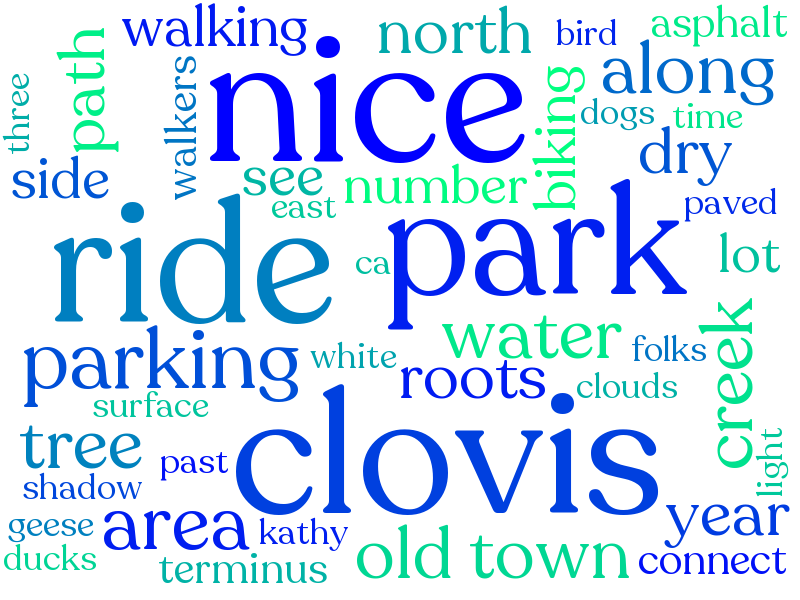 walking
north
bird
asphalt
path
three
walkers
nice
biking
along
dogs
time
side
see
number
dry
east
paved
ride
park
ca
lot
parking
white
water
folks
roots
clouds
creek
surface
tree
past
clovis
light
shadow
geese
area
kathy
year
ducks
terminus
old town
connect